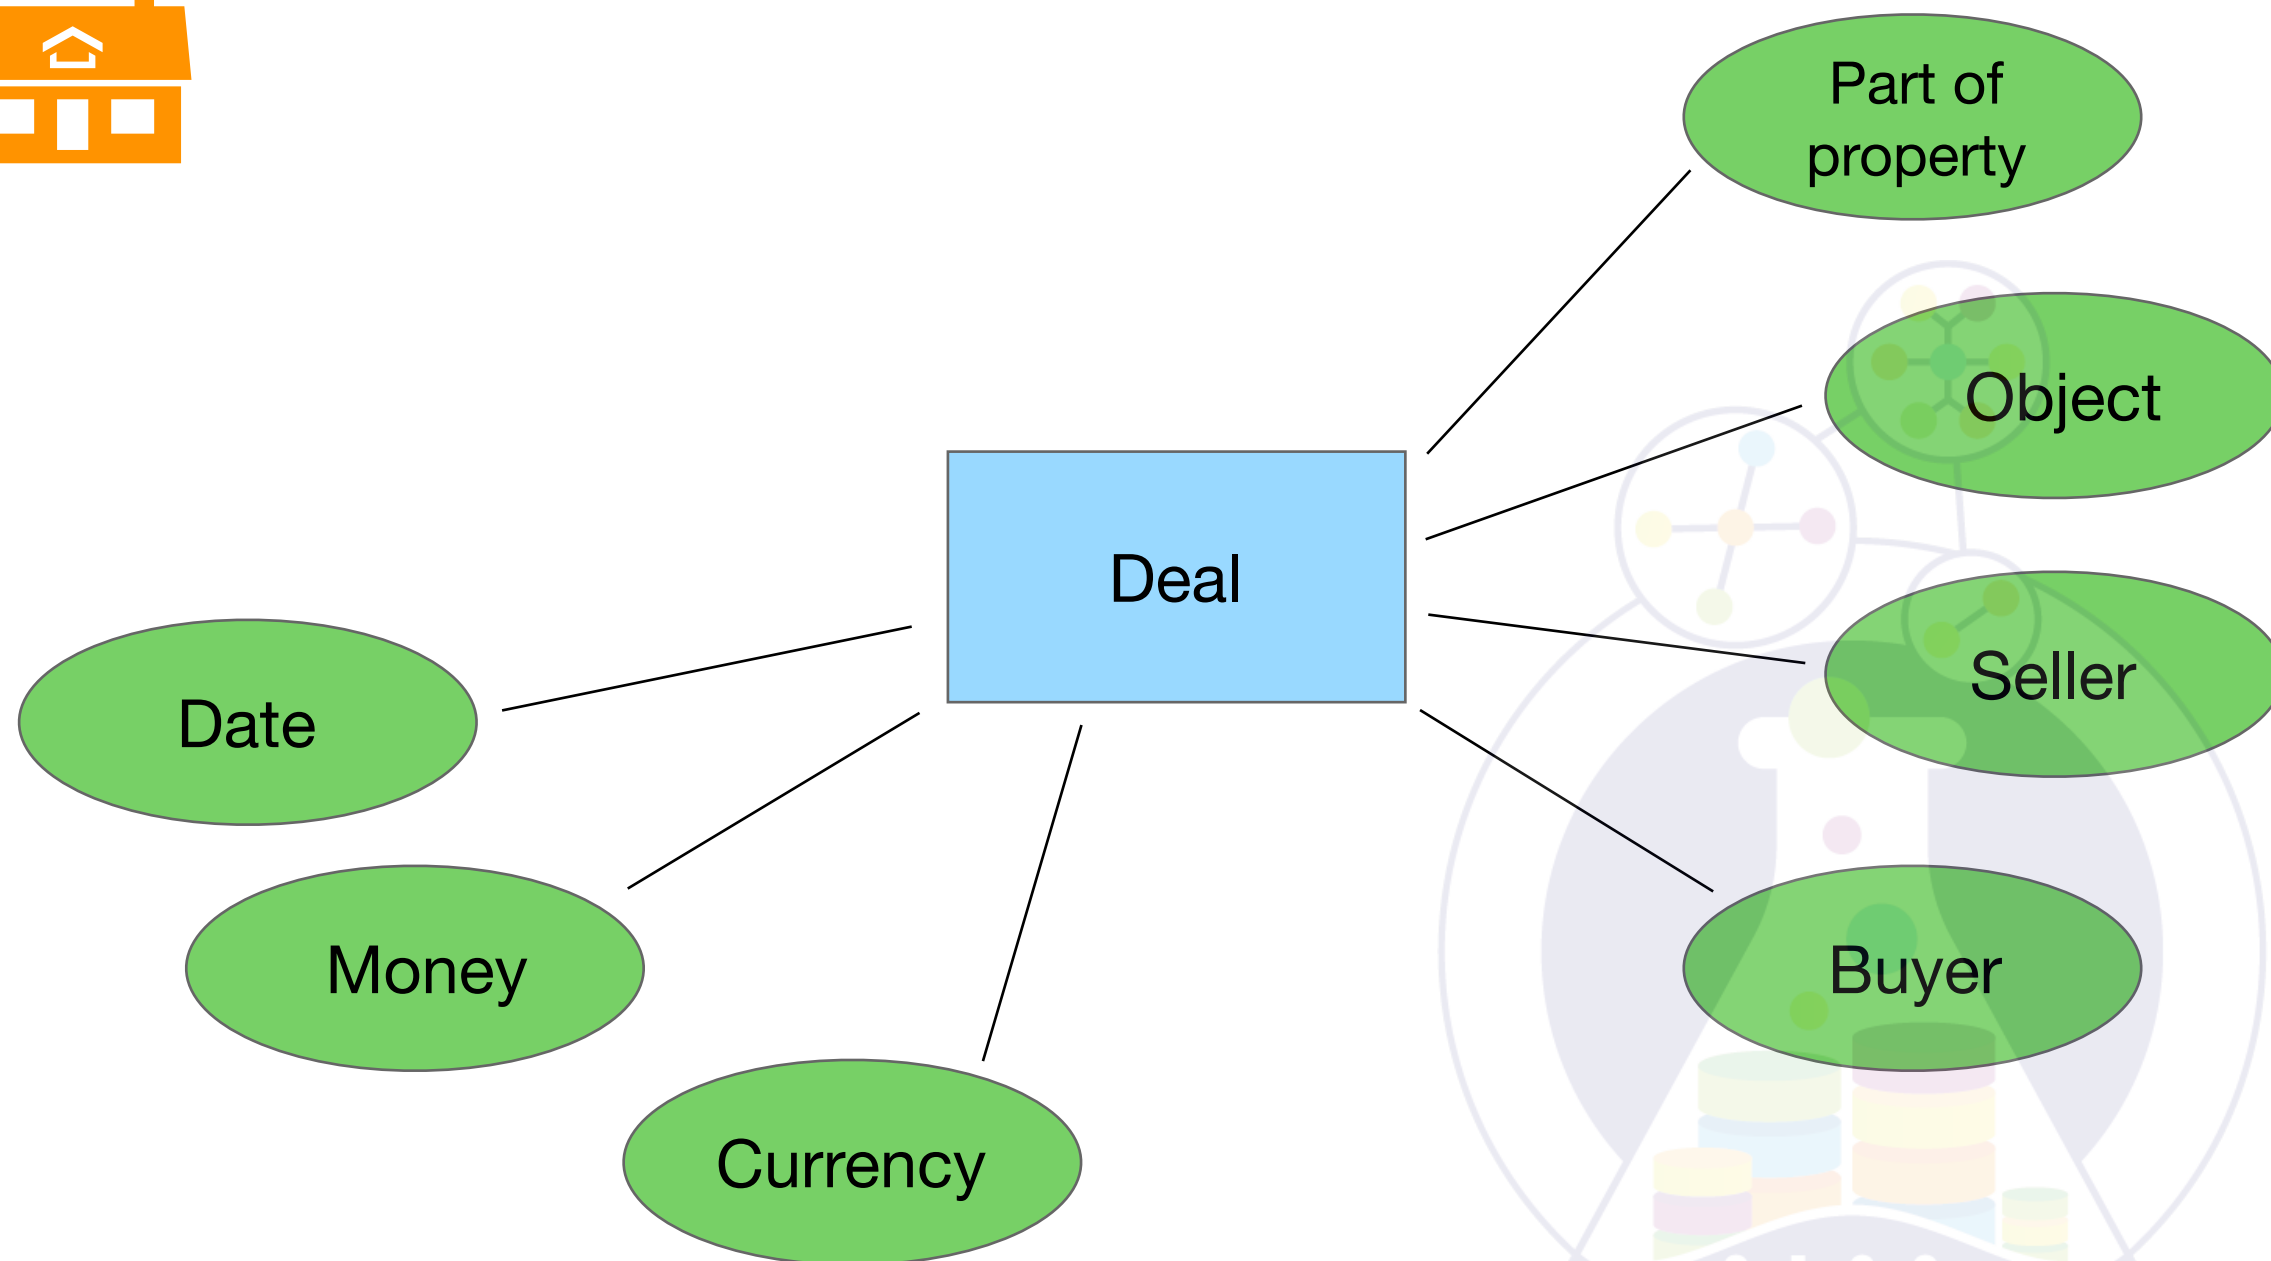 Part of
property
Object
Deal
Seller
Date
Money
Buyer
Currency